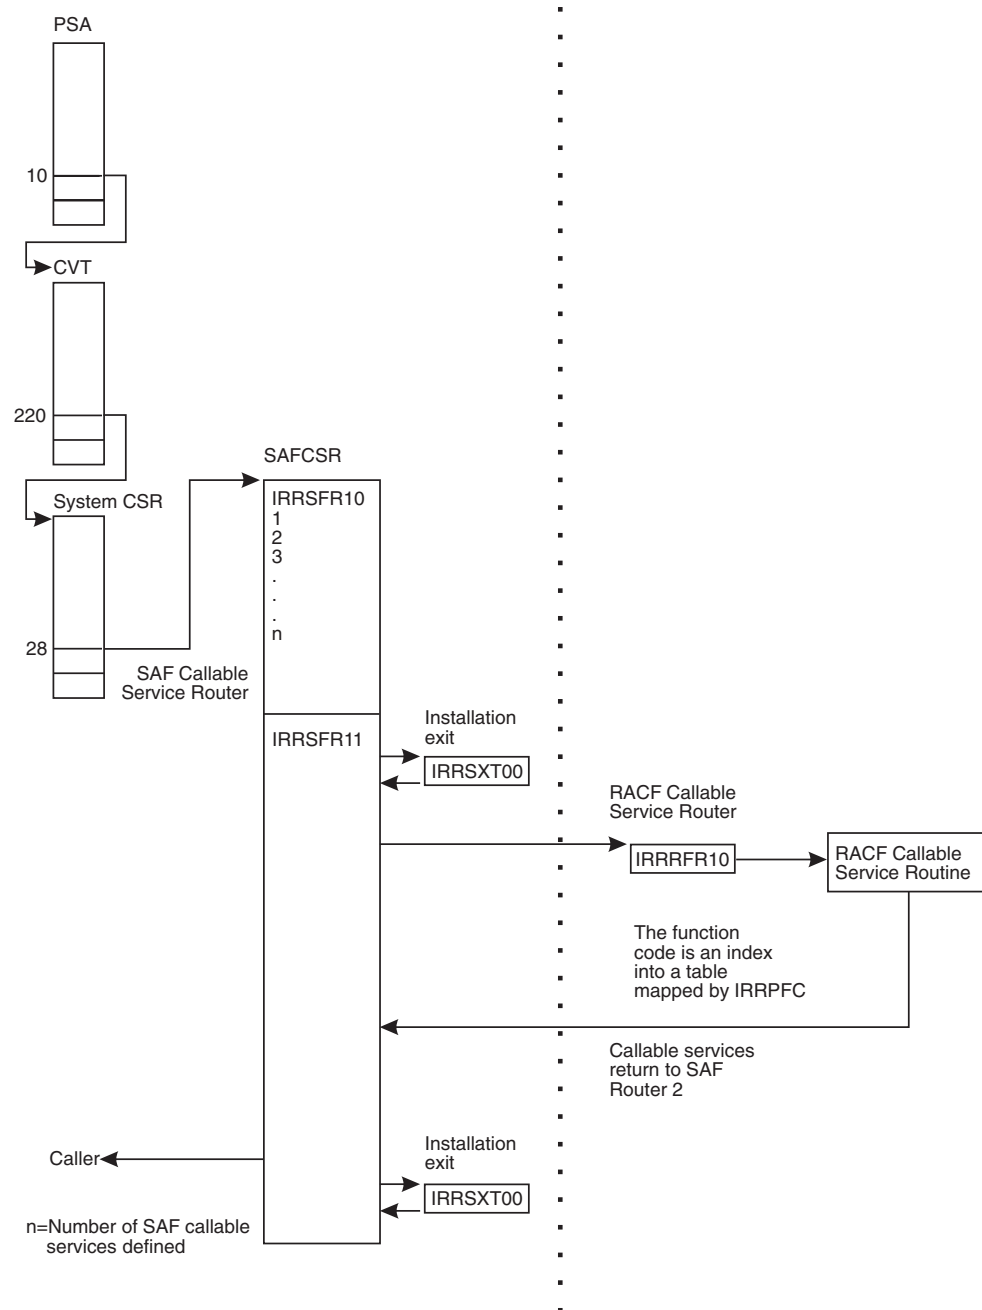 PSA
10
CVT
220
System CSR
28
SAFCSR
IRRSFR10
1
2
3
.
.
.
n
SAF Callable
Service Router
IRRSFR11
Installation
exit
IRRSXT00
RACF Callable
Service Router
IRRRFR10
RACF Callable
Service Routine
The function
code is an index
into a table
mapped by IRRPFC
Callable services
return to SAF
Router 2
Caller
Installation
exit
IRRSXT00
n=Number of SAF callable
services defined